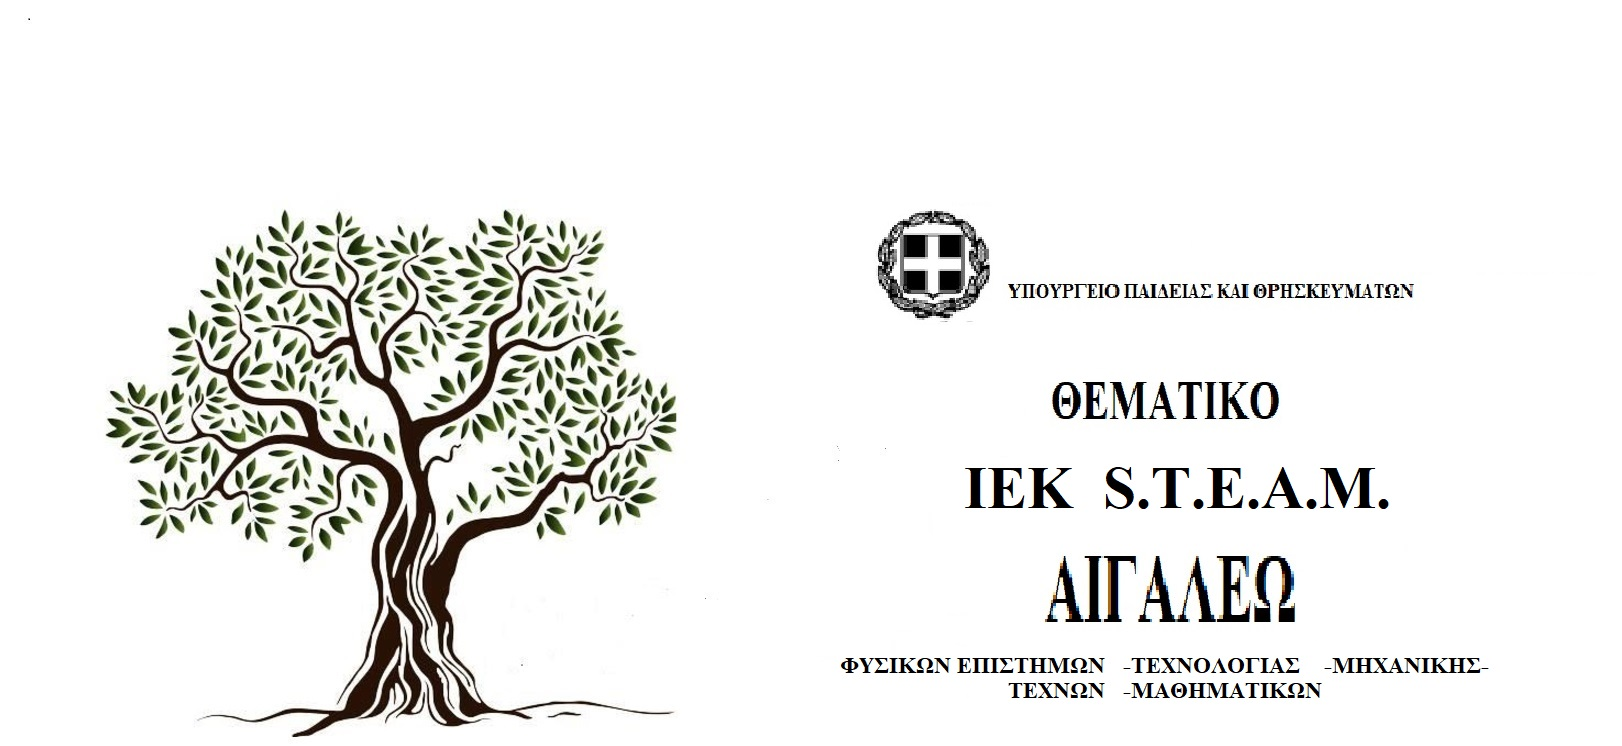 ΥΠΟΥΡΓΕΙΟ ΠΑΙΔΕΙΑΣ ΚΑΙ ΘΡΗΣΚΕΥΜΑΤΩΝ
ΘΕΜΑΤΙΚΟ
ΙΕΚ S.T.E.A.M.
ΑΙΓΑΛΕΩ
ΦΥΣΙΚΩΝ ΕΠΙΣΤΗΜΩΝ -ΤΕΧΝΟΛΟΓΙΑΣ -ΜΗΧΑΝΙΚΗΣ-
ΤΕΧΝΩΝ -ΜΑΘΗΜΑΤΙΚΩΝ